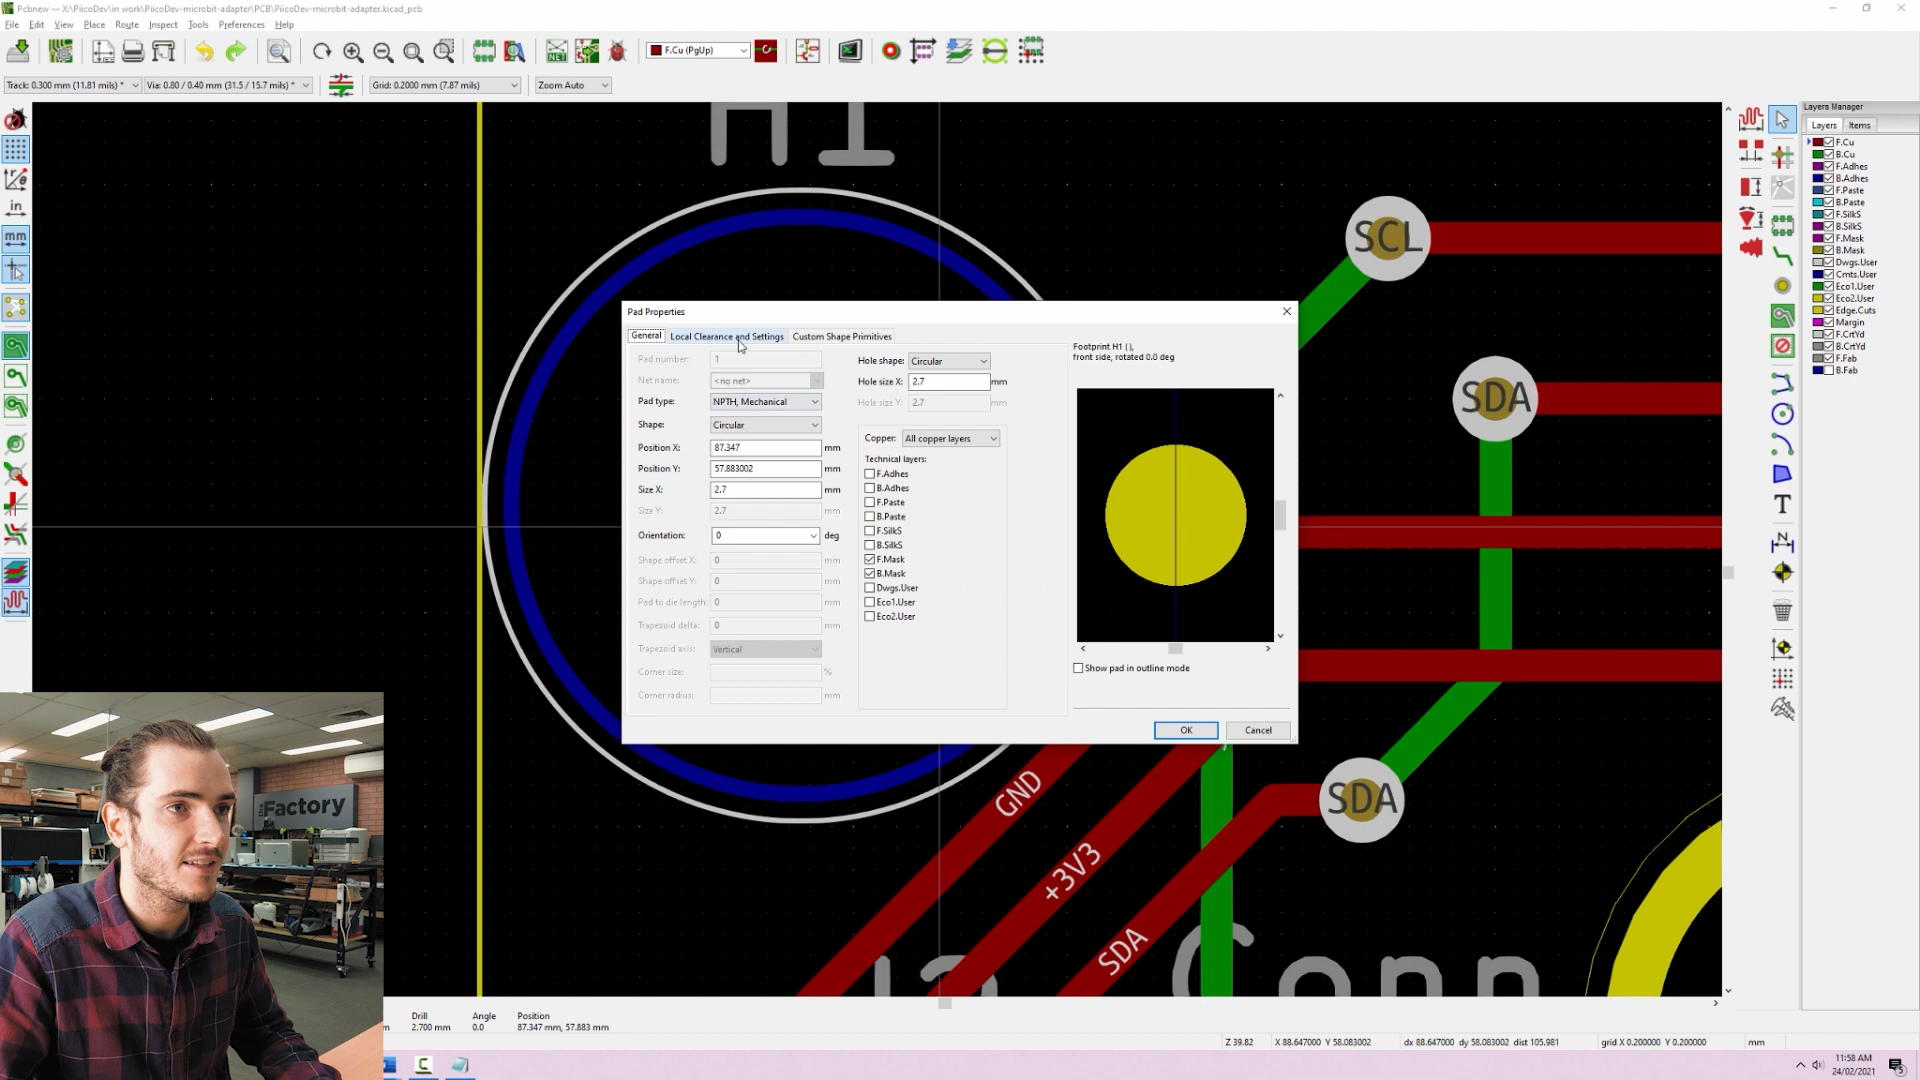 Pcbnew — X:\PiicoDev\in work\PiicoDev-microbit-adapter\PCB\PiicoDev-microbit-adapter.kicad_pcb
File Edit View Place Route Inspect Tools Preferences Help
F.Cu (PgUp)
Track: 0.300 mm (11.81 mils) *
Via: 0.80 / 0.40 mm (31.5 / 15.7 mils) *
Grid: 0.2000 mm (7.87 mils)
Zoom Auto
Layers Manager
Layers Items
F.Cu
B.Cu
F.Adhes
B.Adhes
F.Paste
B.Paste
F.SilkS
B.SilkS
F.Mask
B.Mask
Dwgs.User
Cmts.User
Eco1.User
Eco2.User
Edge.Cuts
Margin
F.CrtYd
B.CrtYd
F.Fab
B.Fab
in
mm
H1
SCL
SDA
SDA
GND
+3V3
SDA
Conn
Pad Properties
General Local Clearance and Settings Custom Shape Primitives
Pad number: 1
Net name: <no net>
Pad type: NPTH, Mechanical
Shape: Circular
Position X: 87.347 mm
Position Y: 57.883002 mm
Size X: 2.7 mm
Size Y: 2.7 mm
Orientation: 0 deg
Shape offset X: 0 mm
Shape offset Y: 0 mm
Pad to die length: 0 mm
Trapezoid delta: 0 mm
Trapezoid axis: Vertical
Corner size: %
Corner radius: mm
Hole shape: Circular
Hole size X: 2.7 mm
Hole size Y: 2.7 mm
Copper: All copper layers
Technical layers:
F.Adhes
B.Adhes
F.Paste
B.Paste
F.SilkS
B.SilkS
F.Mask
B.Mask
Dwgs.User
Eco1.User
Eco2.User
Footprint H1 (),
front side, rotated 0.0 deg
Show pad in outline mode
OK Cancel
the Factory
Drill Angle Position
2.700 mm 0.0 87.347 mm, 57.883 mm
Z 39.82 X 88.647000 Y 58.083002 dx 88.647000 dy 58.083002 dist 105.981 grid X 0.200000 Y 0.200000 mm
11:58 AM
24/02/2021